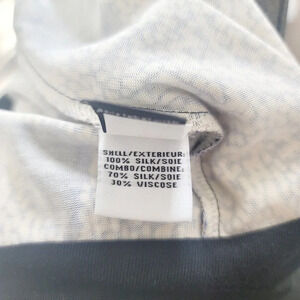 SHELL/EXTERIEUR:
100% SILK/SOIE
COMBO/COMBINE:
70% SILK/SOIE
30% VISCOSE